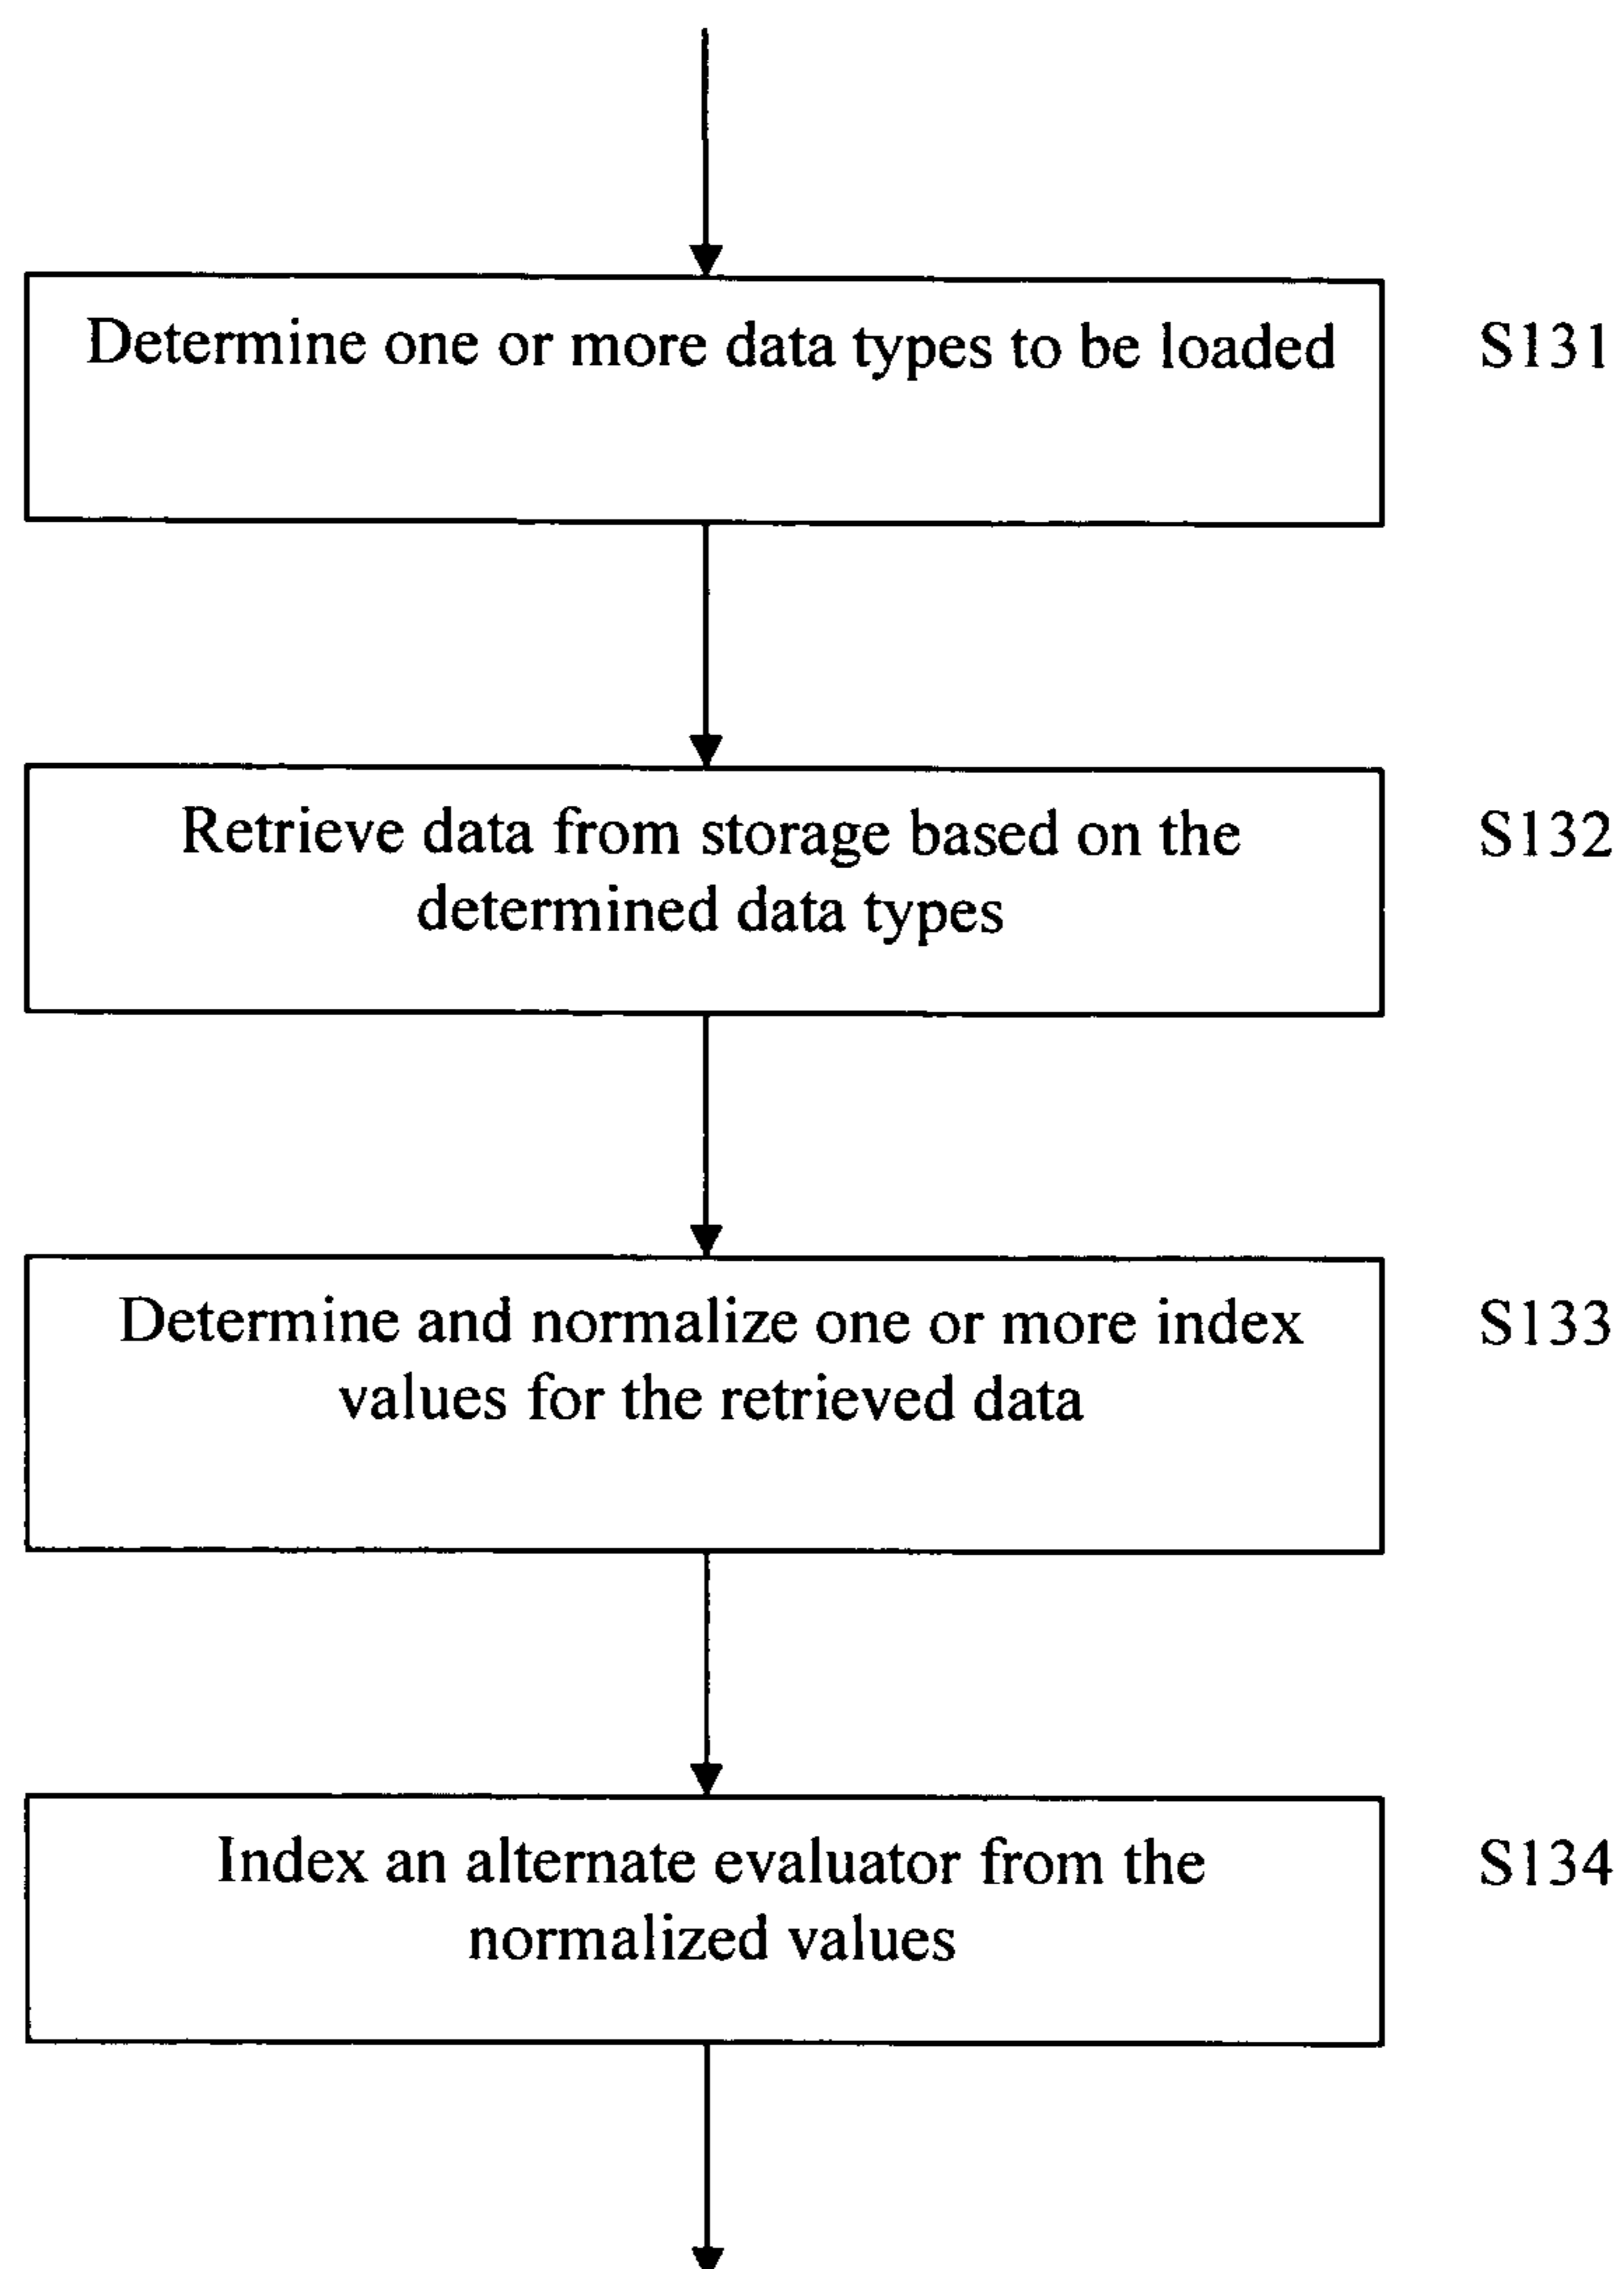 Determine one or more data types to be loaded
S131
Retrieve data from storage based on the
S132
determined data types
Determine and normalize one or more index
S133
values for the retrieved data
Index an alternate evaluator from the
S134
normalized values